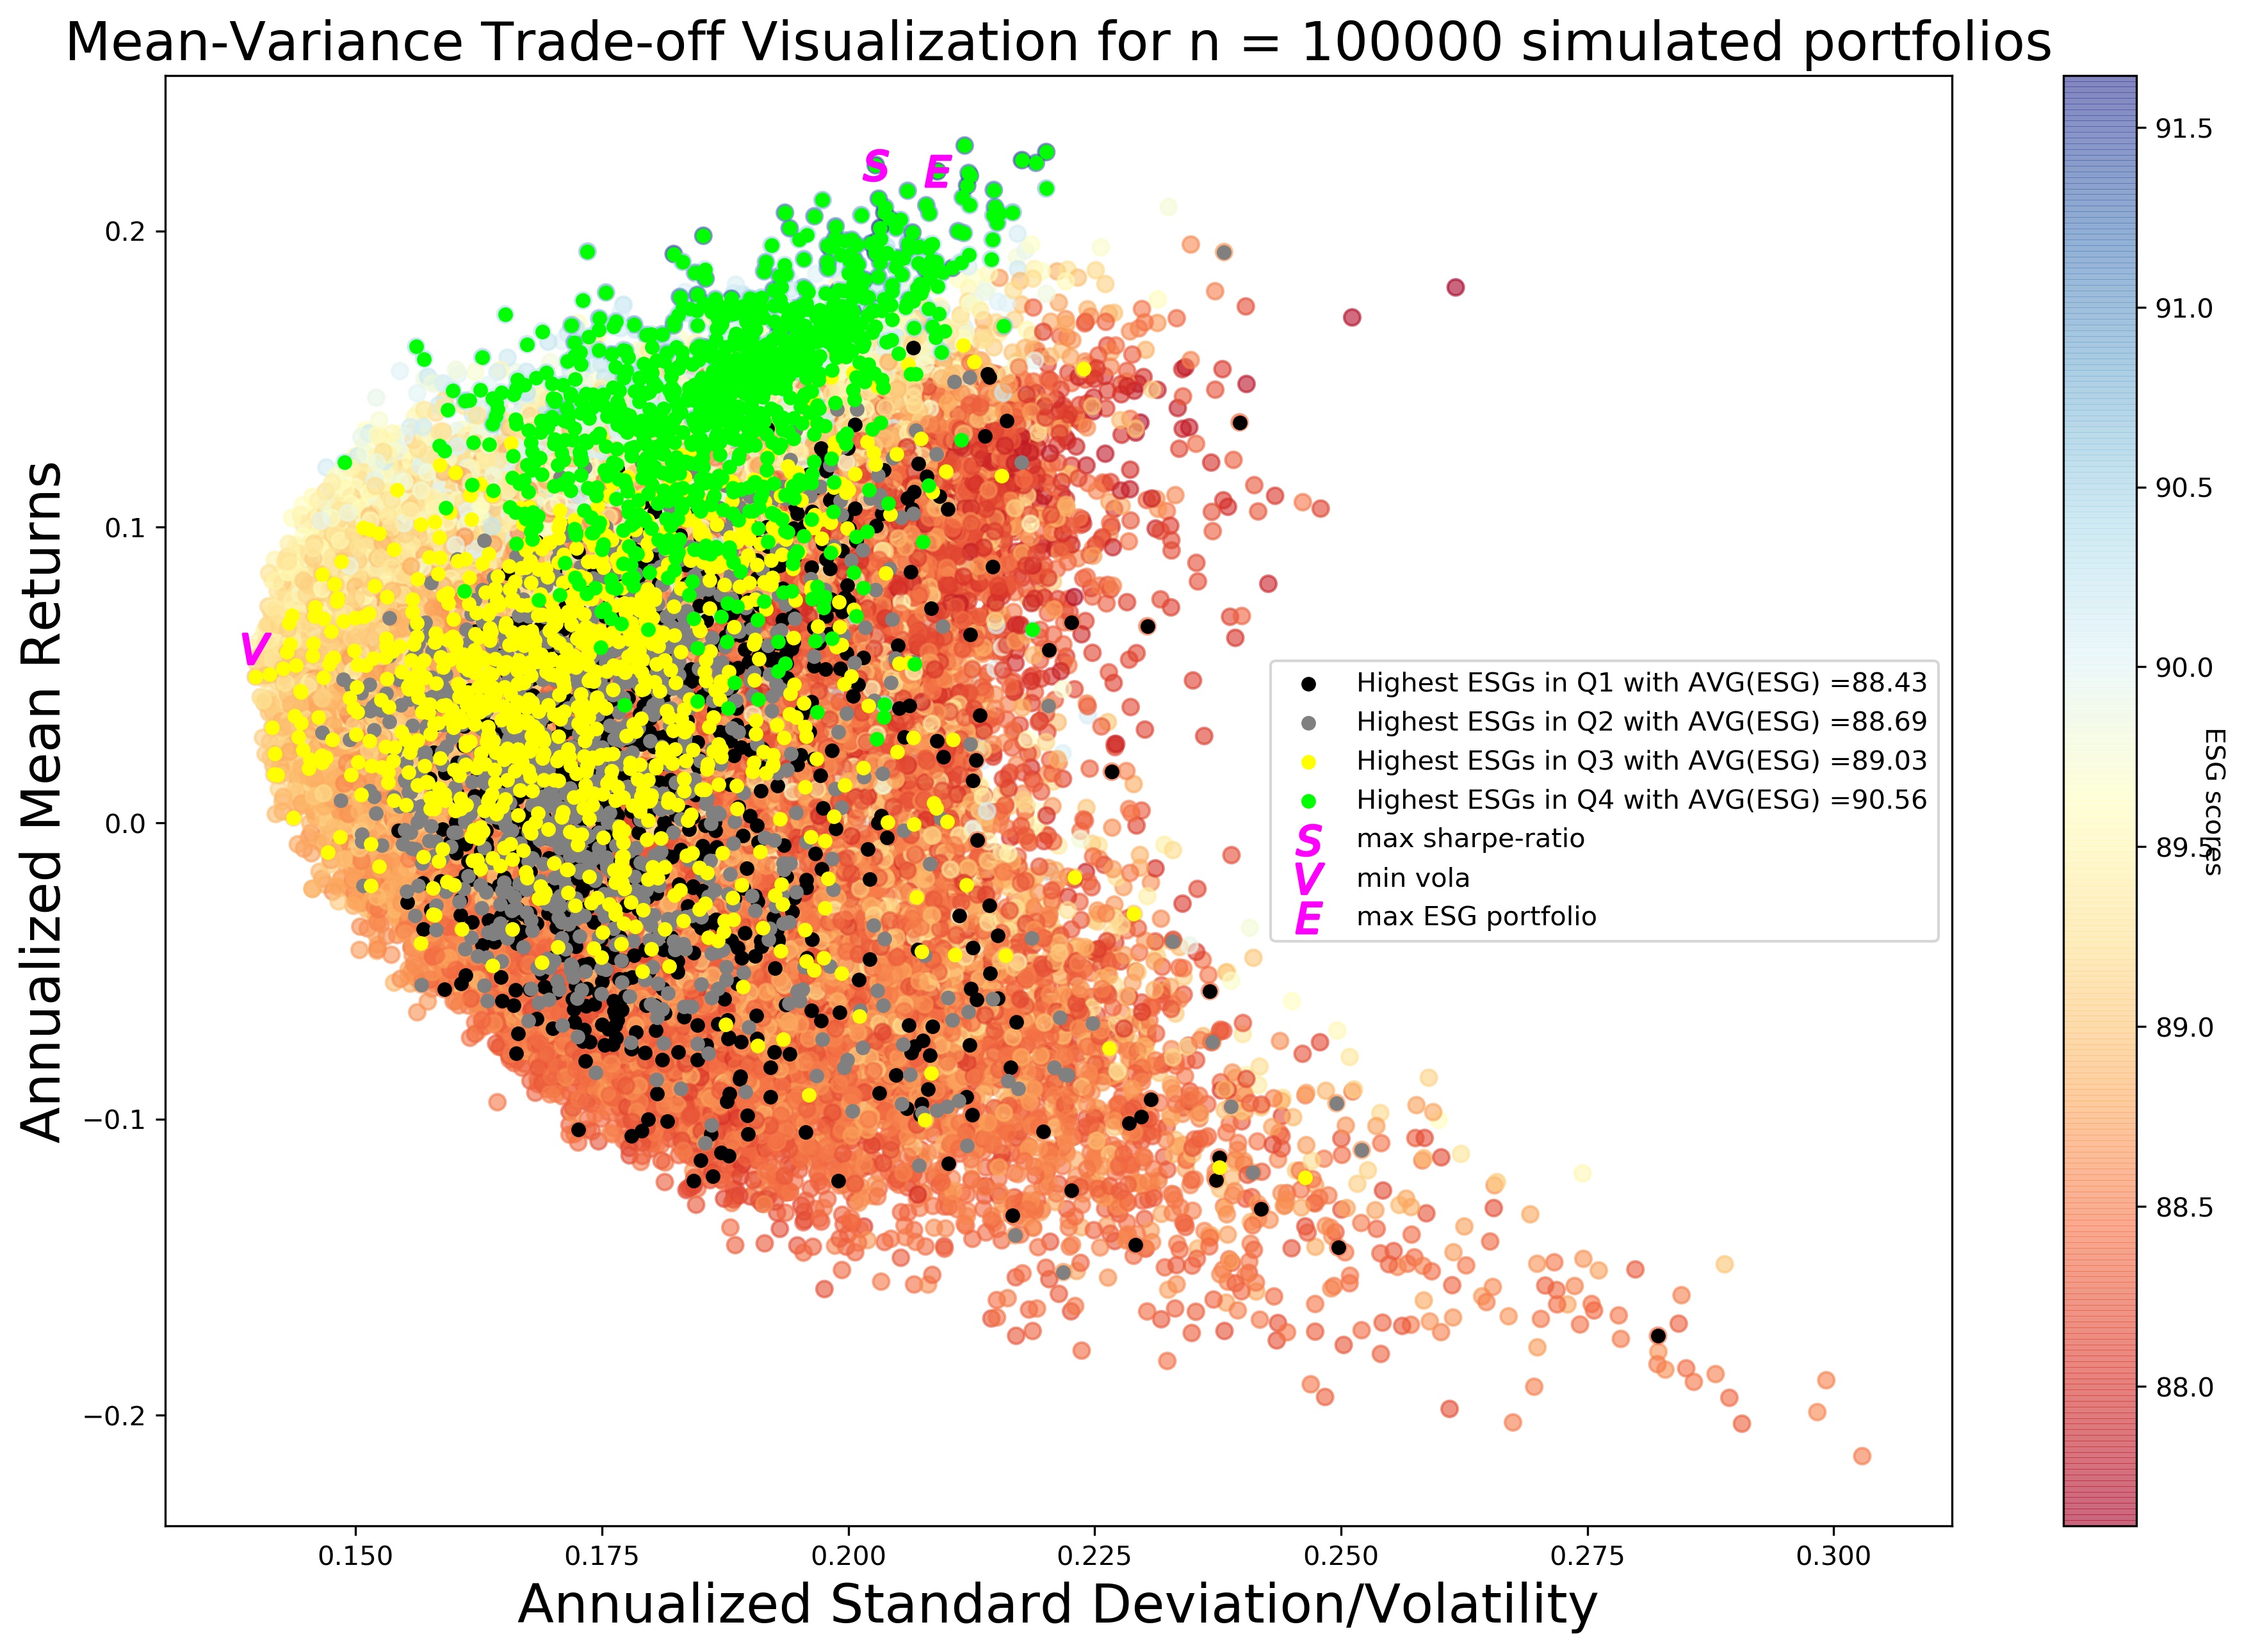 Mean-Variance Trade-off Visualization for n = 100000 simulated portfolios
Annualized Mean Returns
0.2
0.1
0.0
−0.1
−0.2
S
E
V
Highest ESGs in Q1 with AVG(ESG) =88.43
Highest ESGs in Q2 with AVG(ESG) =88.69
Highest ESGs in Q3 with AVG(ESG) =89.03
Highest ESGs in Q4 with AVG(ESG) =90.56
S max sharpe-ratio
V min vola
E max ESG portfolio
0.150 0.175 0.200 0.225 0.250 0.275 0.300
Annualized Standard Deviation/Volatility
91.5
91.0
90.5
90.0
89.5
89.0
88.5
88.0
ESG scores